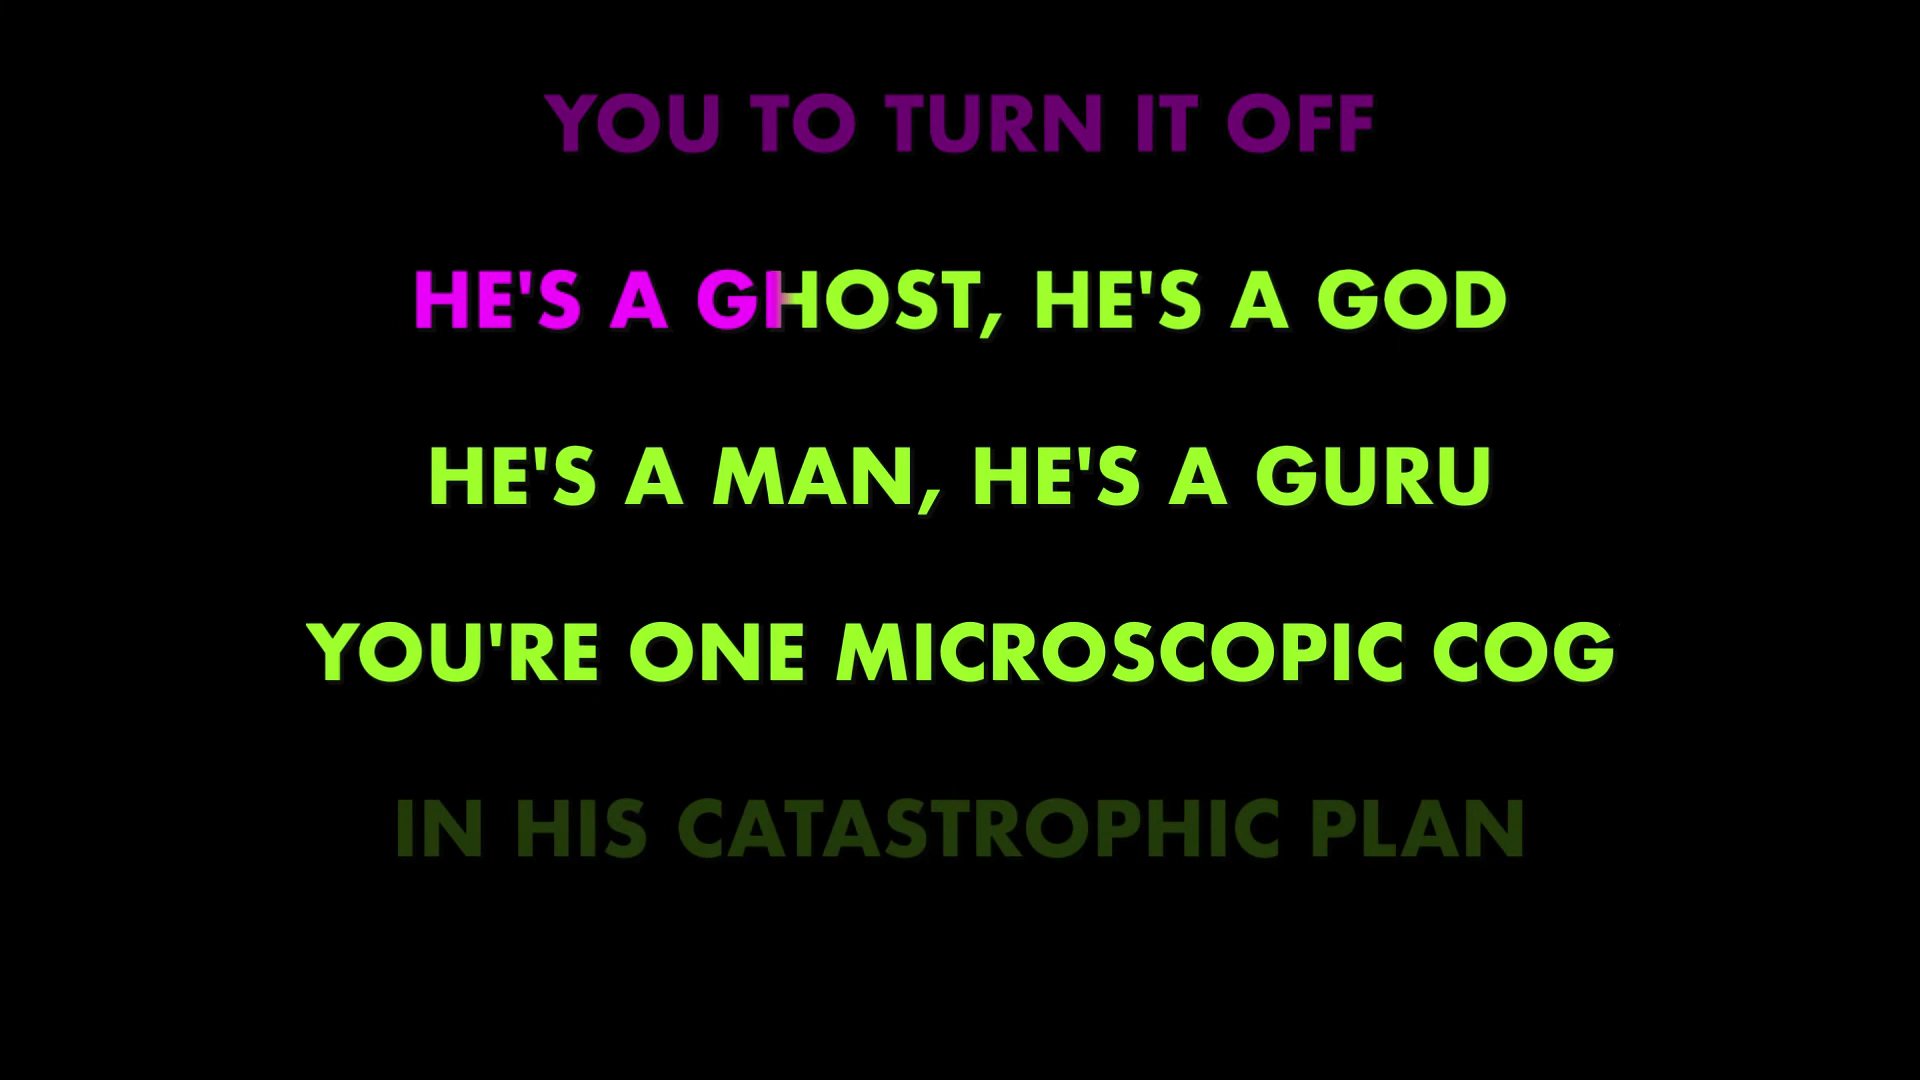 YOU TO TURN IT OFF
HE'S A GHOST, HE'S A GOD
HE'S A MAN, HE'S A GURU
YOU'RE ONE MICROSCOPIC COG
IN HIS CATASTROPHIC PLAN